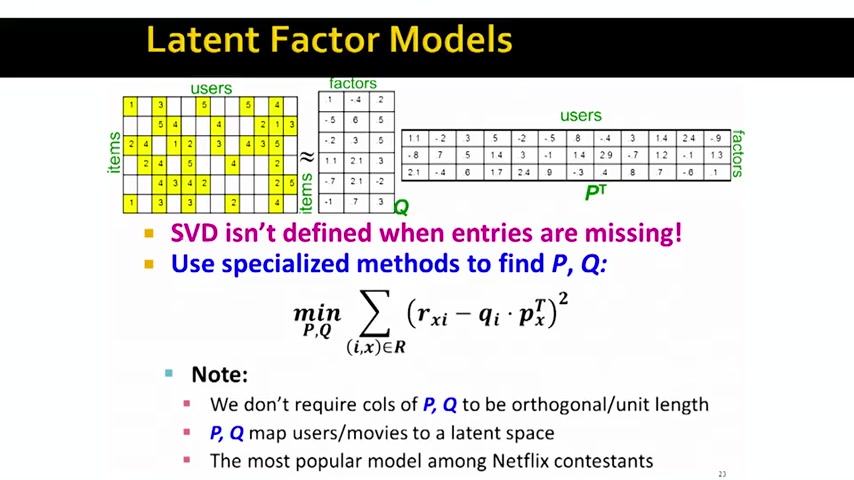 Latent Factor Models
users
factors
items
1 3 5 5 4
5 4 4 2 1 3
2 4 1 2 3 4 3 5
2 4 5 4 2
4 3 4 2 2 5
1 3 3 2 4
≈
items
.1 -.4 .2
-.5 .6 .5
-.2 .3 .5
1.1 2.1 .3
-.7 2.1 -2
-1 .7 .3
Q
users
1.1 -.2 .3 .5 -2 -.5 .8 -.4 .3 1.4 2.4 -.9
-.8 .7 .5 1.4 .3 -1 1.4 2.9 -.7 1.2 -.1 1.3
2.1 -.4 .6 1.7 2.4 .9 -.3 .4 .8 .7 -.6 .1
factors
Pᵀ
▪ SVD isn't defined when entries are missing!
▪ Use specialized methods to find P, Q:
min P,Q ∑ (i,x)∈R (r_xi − q_i · p_x^T)²
▪ Note:
▪ We don't require cols of P, Q to be orthogonal/unit length
▪ P, Q map users/movies to a latent space
▪ The most popular model among Netflix contestants
23